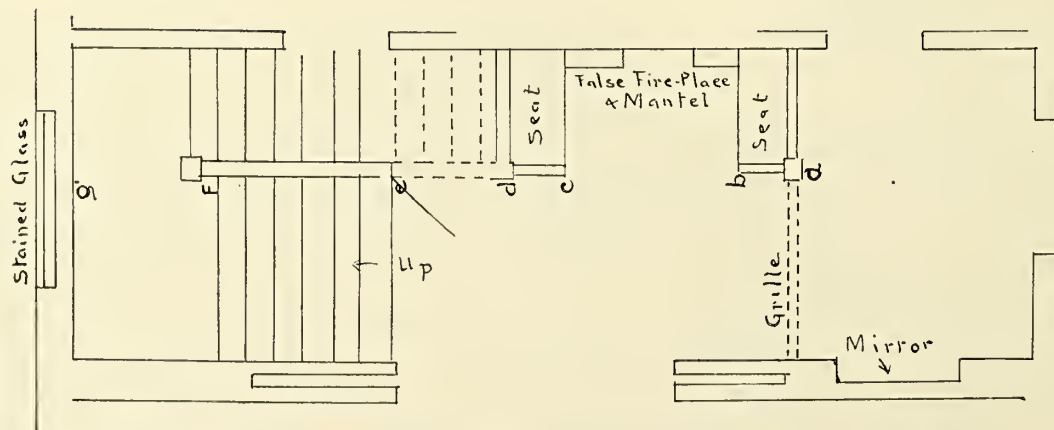 Stained Glass
g
F
e
d
Seat
c
False Fire-Place
& Mantel
Seat
b
a
Up
Grille
Mirror